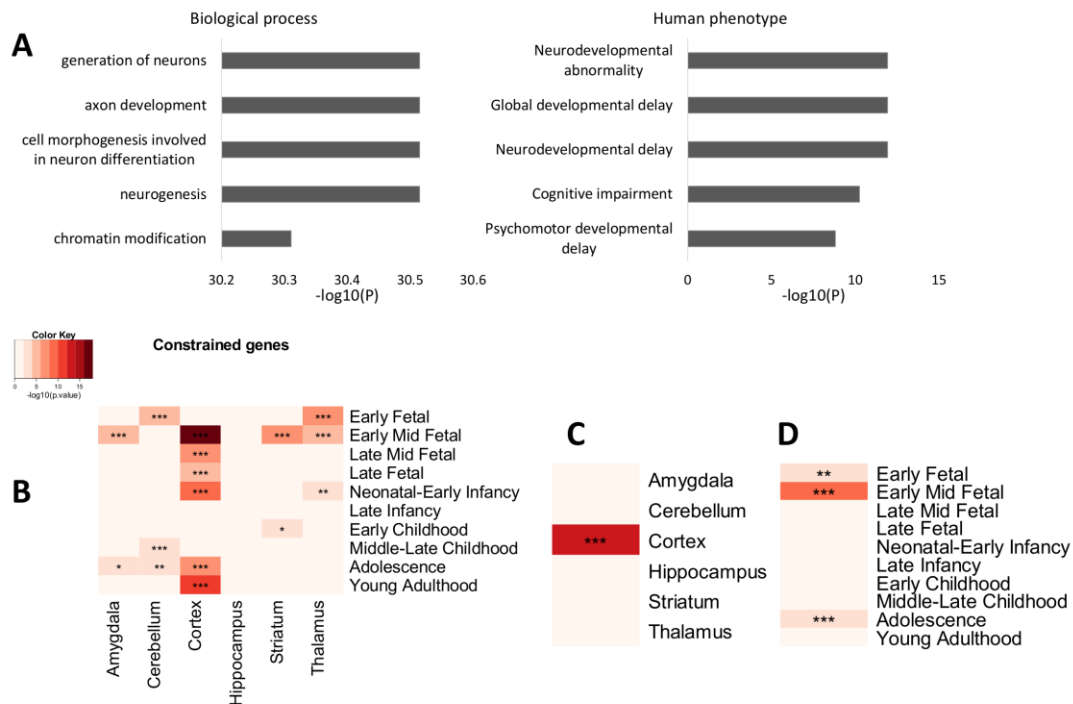 A
Biological process
generation of neurons
axon development
cell morphogenesis involved
in neuron differentiation
neurogenesis
chromatin modification
30.2 30.3 30.4 30.5 30.6
-log10(P)
Human phenotype
Neurodevelopmental
abnormality
Global developmental delay
Neurodevelopmental delay
Cognitive impairment
Psychomotor developmental
delay
0 5 10 15
-log10(P)
Color Key
0 5 10 15
-log10(p.value)
Constrained genes
B
*** *** Early Fetal
*** *** *** *** Early Mid Fetal
*** Late Mid Fetal
*** Late Fetal
*** ** Neonatal-Early Infancy
Late Infancy
* Early Childhood
*** Middle-Late Childhood
* ** *** Adolescence
*** Young Adulthood
Amygdala
Cerebellum
Cortex
Hippocampus
Striatum
Thalamus
C
Amygdala
Cerebellum
*** Cortex
Hippocampus
Striatum
Thalamus
D
** Early Fetal
*** Early Mid Fetal
Late Mid Fetal
Late Fetal
Neonatal-Early Infancy
Late Infancy
Early Childhood
Middle-Late Childhood
*** Adolescence
Young Adulthood